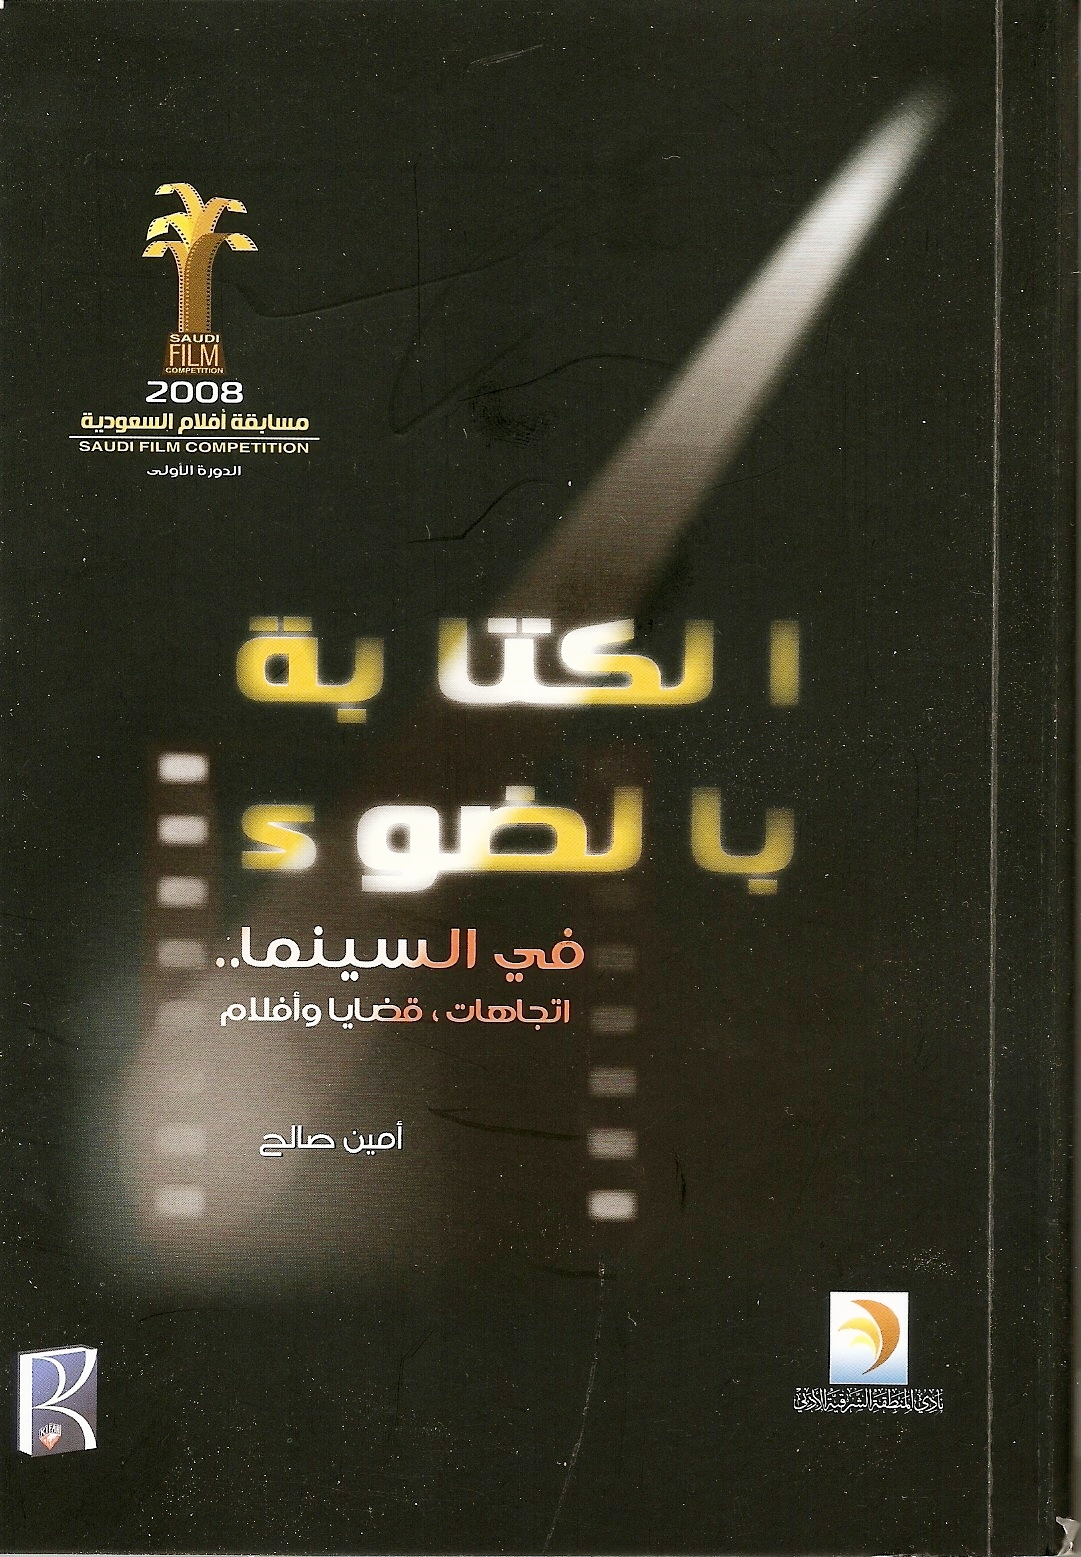 SAUDI
FILM
COMPETITION
2008
مسابقة أفلام السعودية
SAUDI FILM COMPETITION
الدورة الأولى
الكتابة
بالضوء
في السينما..
اتجاهات، قضايا وأفلام
أمين صالح
نادي المنطقة الشرقية الأدبي